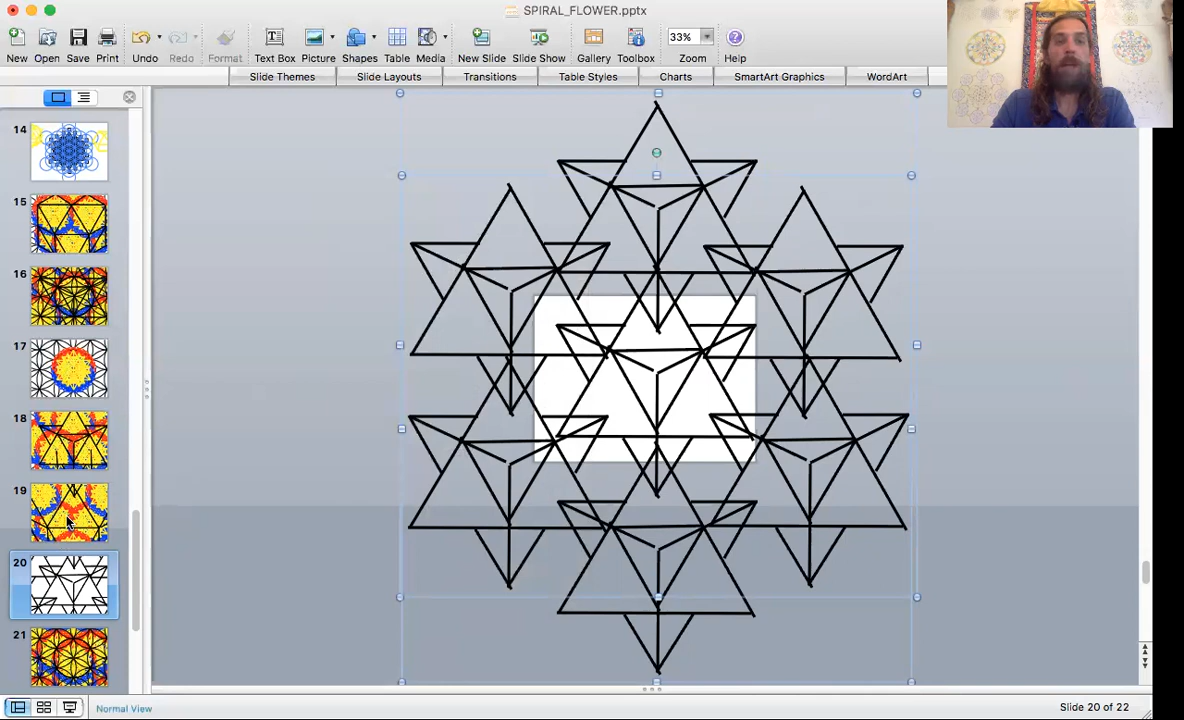 SPIRAL_FLOWER.pptx
New Open Save Print Undo Redo Format Text Box Picture Shapes Table Media New Slide Slide Show Gallery Toolbox Zoom Help
33%
Slide Themes Slide Layouts Transitions Table Styles Charts SmartArt Graphics WordArt
14
15
16
17
18
19
20
21
Normal View Slide 20 of 22